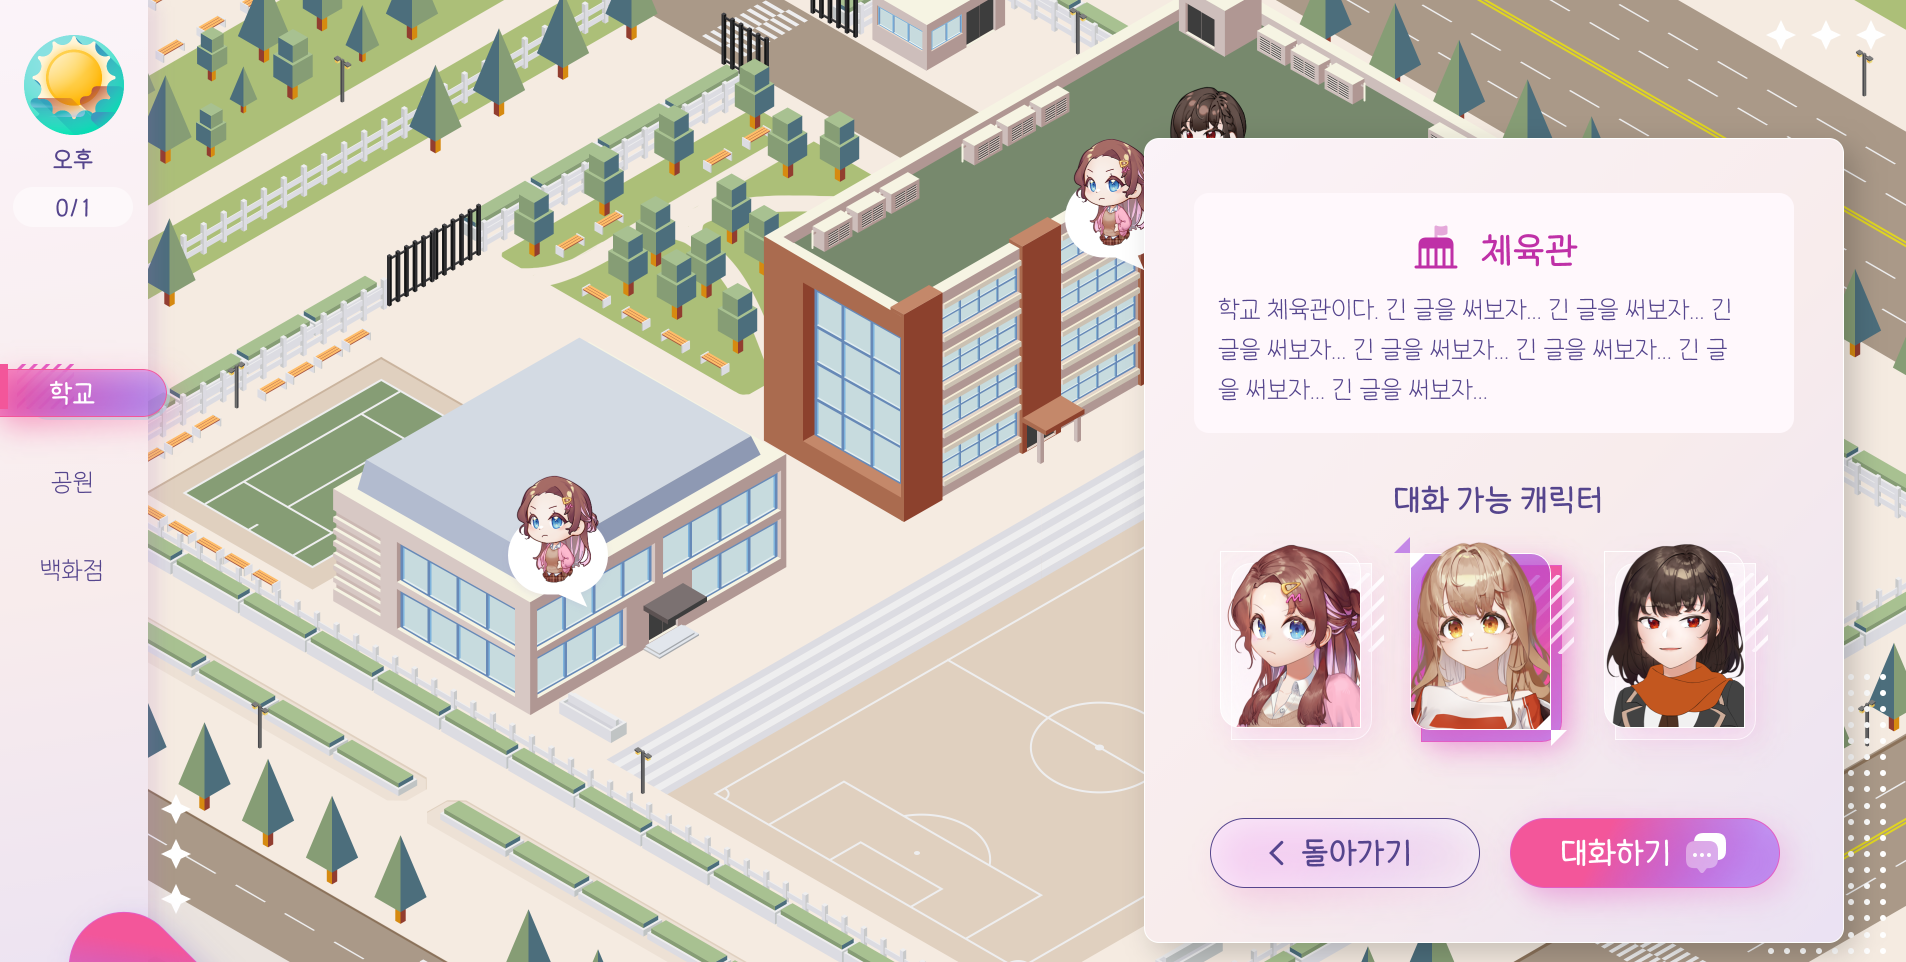 오후
0/1
학교
공원
백화점
체육관
학교 체육관이다. 긴 글을 써보자... 긴 글을 써보자... 긴
글을 써보자... 긴 글을 써보자... 긴 글을 써보자... 긴 글
을 써보자... 긴 글을 써보자...
대화 가능 캐릭터
돌아가기
대화하기